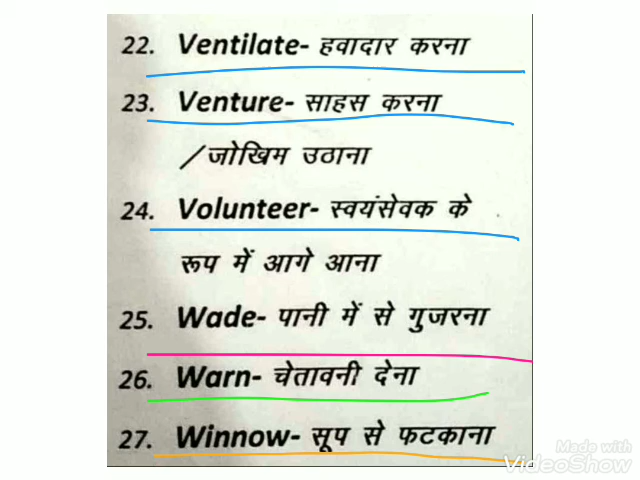 22. Ventilate- हवादार करना
23. Venture- साहस करना
/जोखिम उठाना
24. Volunteer- स्वयंसेवक के
रूप में आगे आना
25. Wade- पानी में से गुजरना
26. Warn- चेतावनी देना
27. Winnow- सूप से फटकाना
Made with
VideoShow